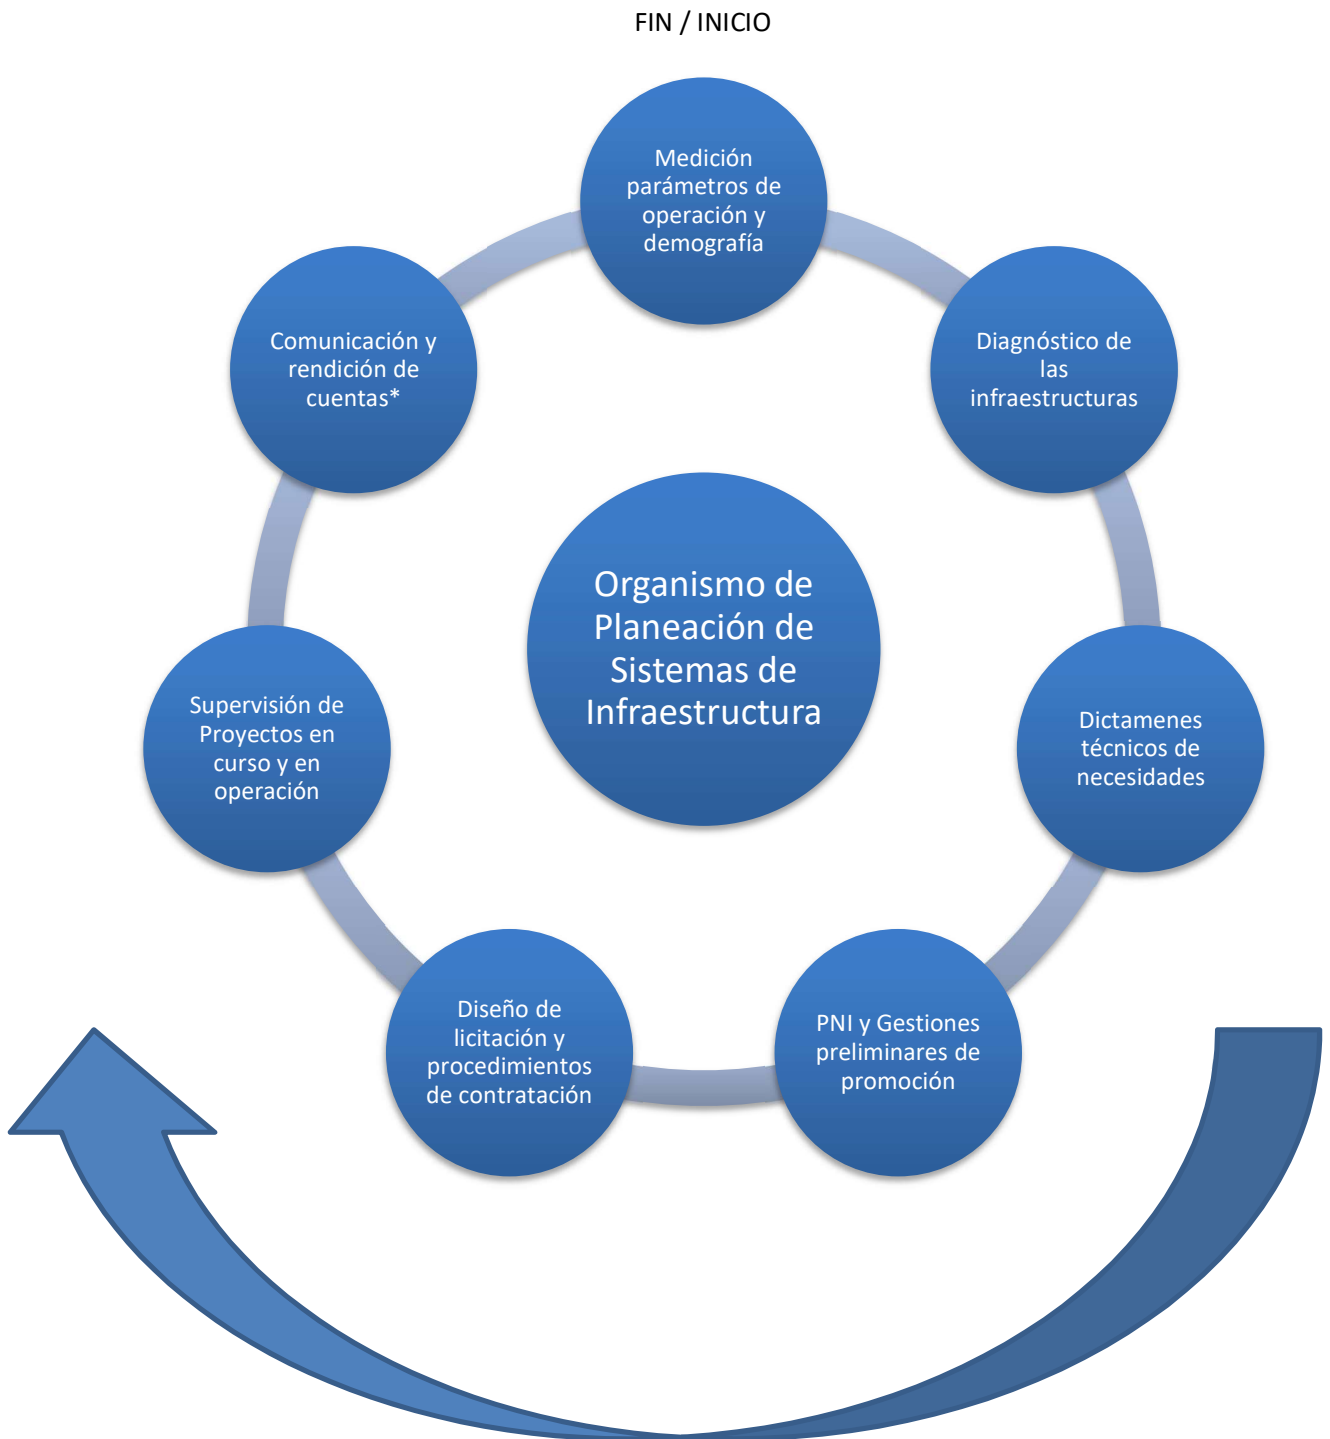 FIN / INICIO
Medición
parámetros de
operación y
demografía
Diagnóstico de
las
infraestructuras
Dictamenes
técnicos de
necesidades
PNI y Gestiones
preliminares de
promoción
Diseño de
licitación y
procedimientos
de contratación
Supervisión de
Proyectos en
curso y en
operación
Comunicación y
rendición de
cuentas*
Organismo de
Planeación de
Sistemas de
Infraestructura